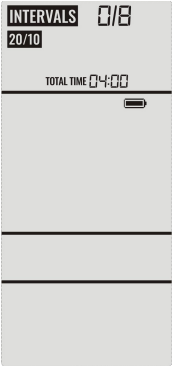 INTERVALS 0/8
20/10
TOTAL TIME 04:00